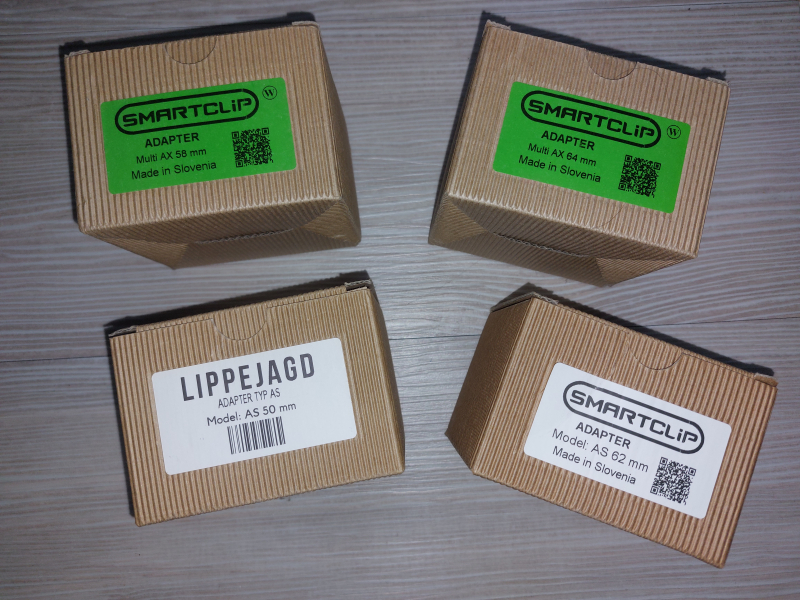 SMARTCLIP
W
ADAPTER
Multi AX 58 mm
Made in Slovenia
SMARTCLIP
W
ADAPTER
Multi AX 64 mm
Made in Slovenia
LIPPEJAGD
ADAPTER TYP AS
Model: AS 50 mm
SMARTCLIP
ADAPTER
Model: AS 62 mm
Made in Slovenia